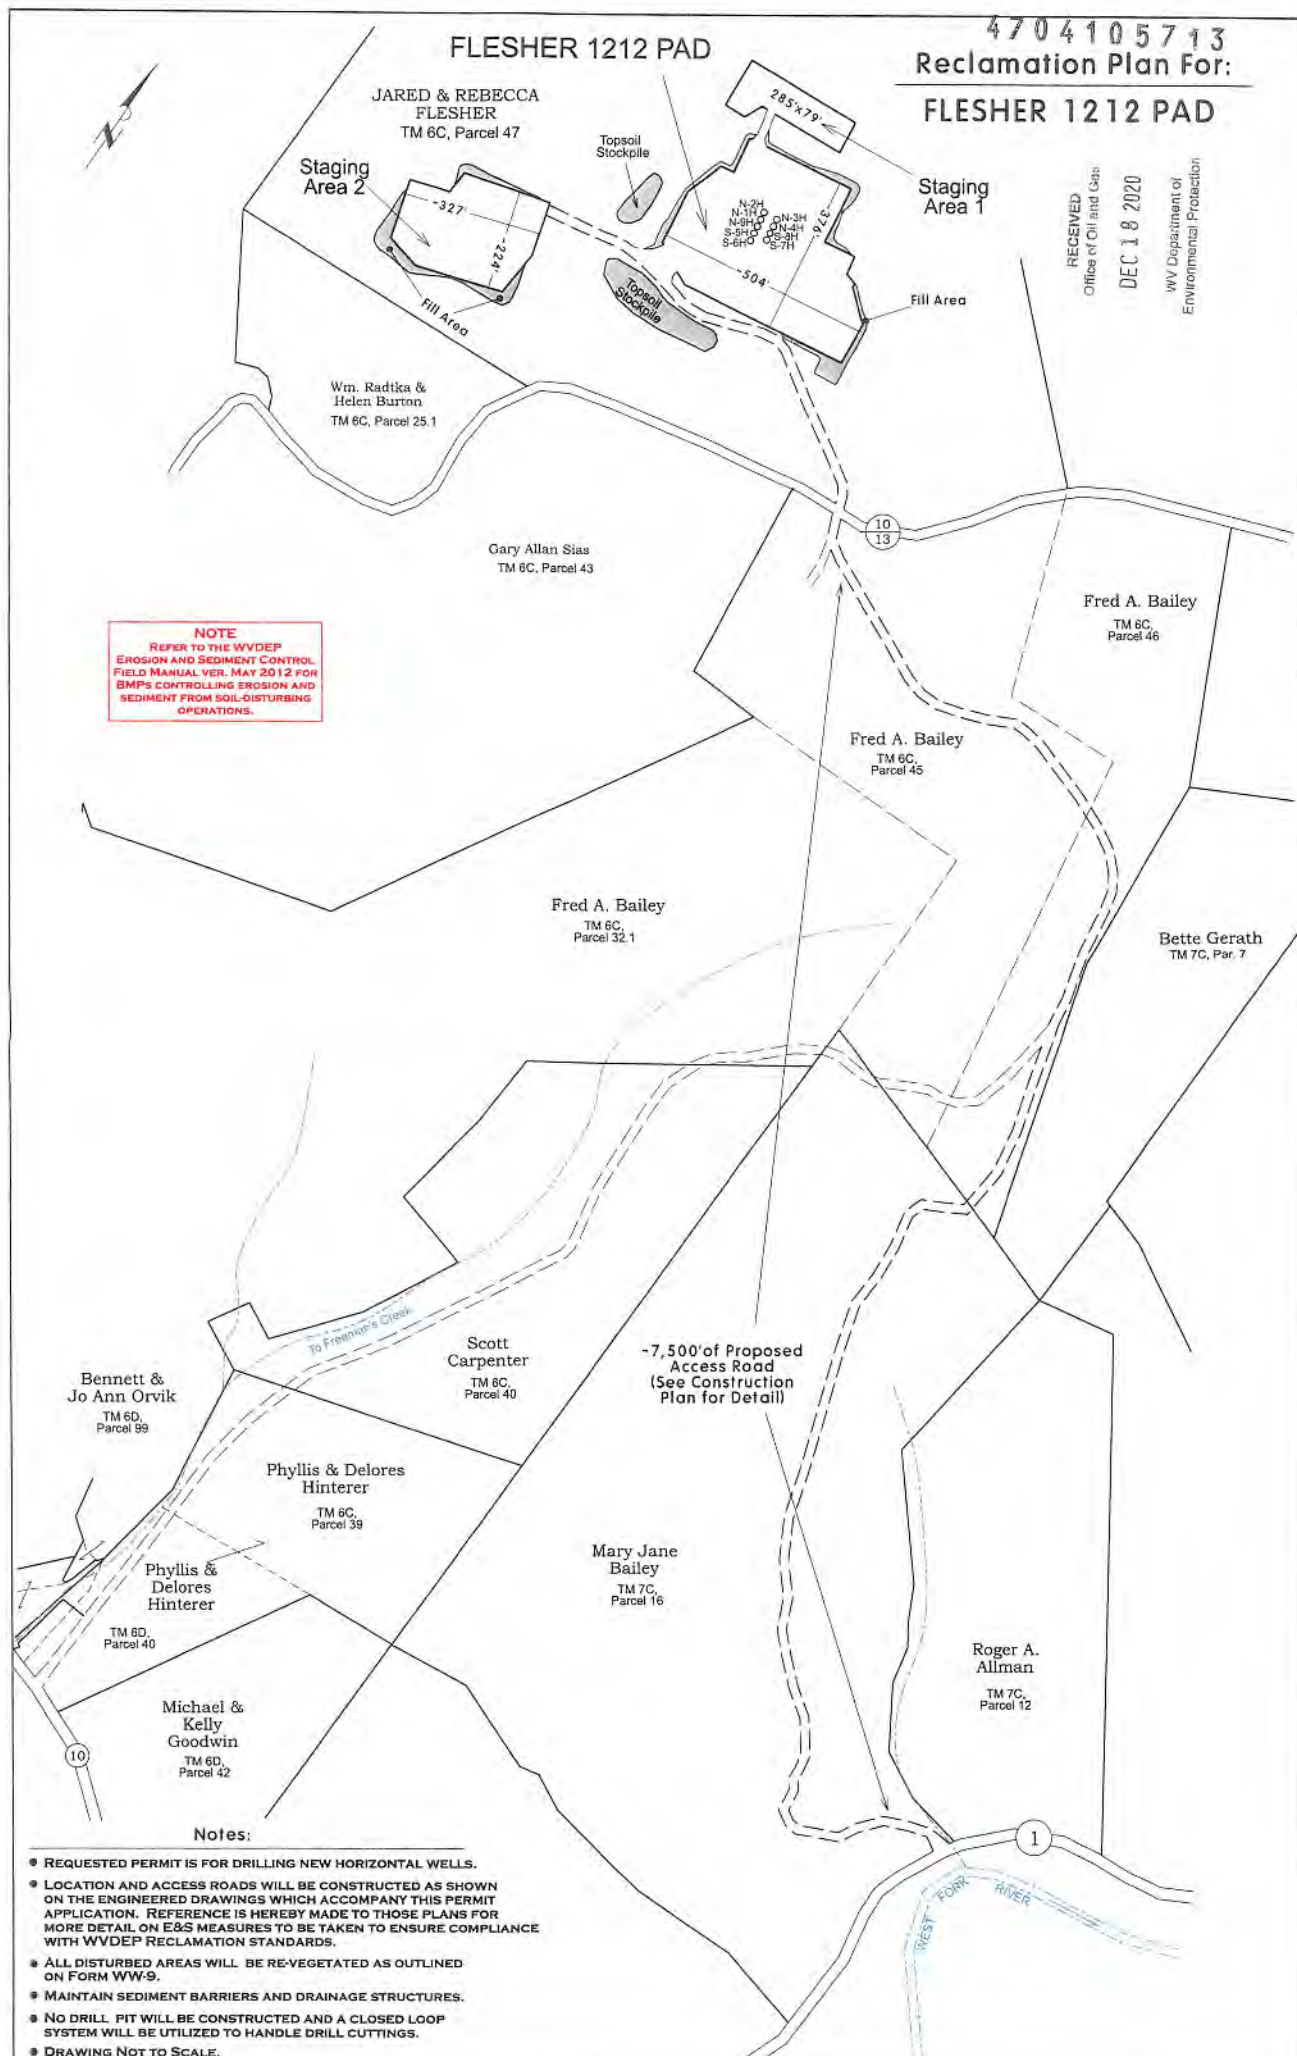 4704105713
Reclamation Plan For:
FLESHER 1212 PAD
FLESHER 1212 PAD
RECEIVED
Office of Oil and Gas
DEC 18 2020
WV Department of
Environmental Protection
JARED & REBECCA
FLESHER
TM 6C, Parcel 47
Staging
Area 2
Topsoil
Stockpile
285'x79'
Staging
Area 1
~327'
~224'
Fill Area
N-2H
N-1H
N-9H
S-5H
S-6H
N-3H
N-4H
S-8H
S-7H
~376'
~504'
Topsoil
Stockpile
Fill Area
Wm. Radtka &
Helen Burton
TM 6C, Parcel 25.1
10
13
Gary Allan Sias
TM 6C, Parcel 43
Fred A. Bailey
TM 6C,
Parcel 46
NOTE
REFER TO THE WVDEP
EROSION AND SEDIMENT CONTROL
FIELD MANUAL VER. MAY 2012 FOR
BMPS CONTROLLING EROSION AND
SEDIMENT FROM SOIL-DISTURBING
OPERATIONS.
Fred A. Bailey
TM 6C,
Parcel 45
Fred A. Bailey
TM 6C,
Parcel 32.1
Bette Gerath
TM 7C, Par. 7
To Freeman's Creek
Scott
Carpenter
TM 6C,
Parcel 40
~7,500' of Proposed
Access Road
(See Construction
Plan for Detail)
Bennett &
Jo Ann Orvik
TM 6D,
Parcel 99
Phyllis & Delores
Hinterer
TM 6C,
Parcel 39
Phyllis &
Delores
Hinterer
TM 6D,
Parcel 40
Mary Jane
Bailey
TM 7C,
Parcel 16
Roger A.
Allman
TM 7C,
Parcel 12
Michael &
Kelly
Goodwin
TM 6D,
Parcel 42
10
1
WEST FORK RIVER
Notes:
• REQUESTED PERMIT IS FOR DRILLING NEW HORIZONTAL WELLS.
• LOCATION AND ACCESS ROADS WILL BE CONSTRUCTED AS SHOWN
ON THE ENGINEERED DRAWINGS WHICH ACCOMPANY THIS PERMIT
APPLICATION. REFERENCE IS HEREBY MADE TO THOSE PLANS FOR
MORE DETAIL ON E&S MEASURES TO BE TAKEN TO ENSURE COMPLIANCE
WITH WVDEP RECLAMATION STANDARDS.
• ALL DISTURBED AREAS WILL BE RE-VEGETATED AS OUTLINED
ON FORM WW-9.
• MAINTAIN SEDIMENT BARRIERS AND DRAINAGE STRUCTURES.
• NO DRILL PIT WILL BE CONSTRUCTED AND A CLOSED LOOP
SYSTEM WILL BE UTILIZED TO HANDLE DRILL CUTTINGS.
• DRAWING NOT TO SCALE.